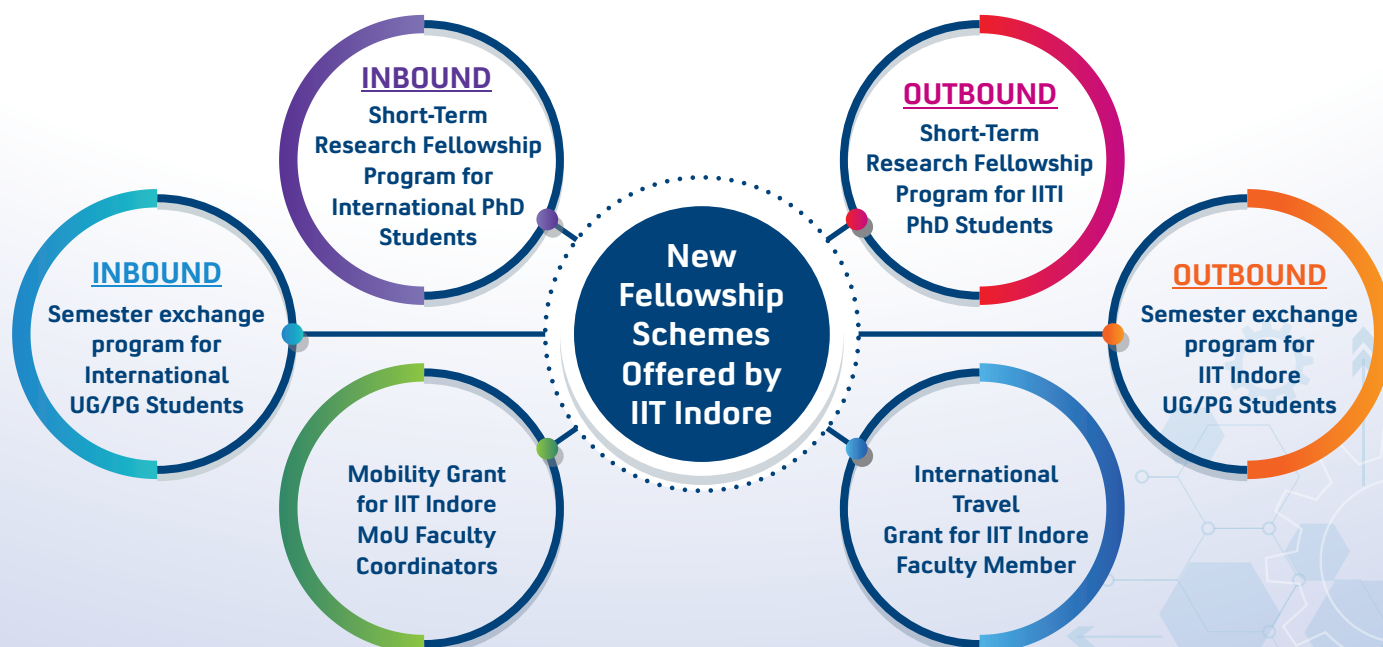 INBOUND
Short-Term
Research Fellowship
Program for
International PhD
Students
OUTBOUND
Short-Term
Research Fellowship
Program for IITI
PhD Students
INBOUND
Semester exchange
program for
International
UG/PG Students
New
Fellowship
Schemes
Offered by
IIT Indore
OUTBOUND
Semester exchange
program for
IIT Indore
UG/PG Students
Mobility Grant
for IIT Indore
MoU Faculty
Coordinators
International
Travel
Grant for IIT Indore
Faculty Member